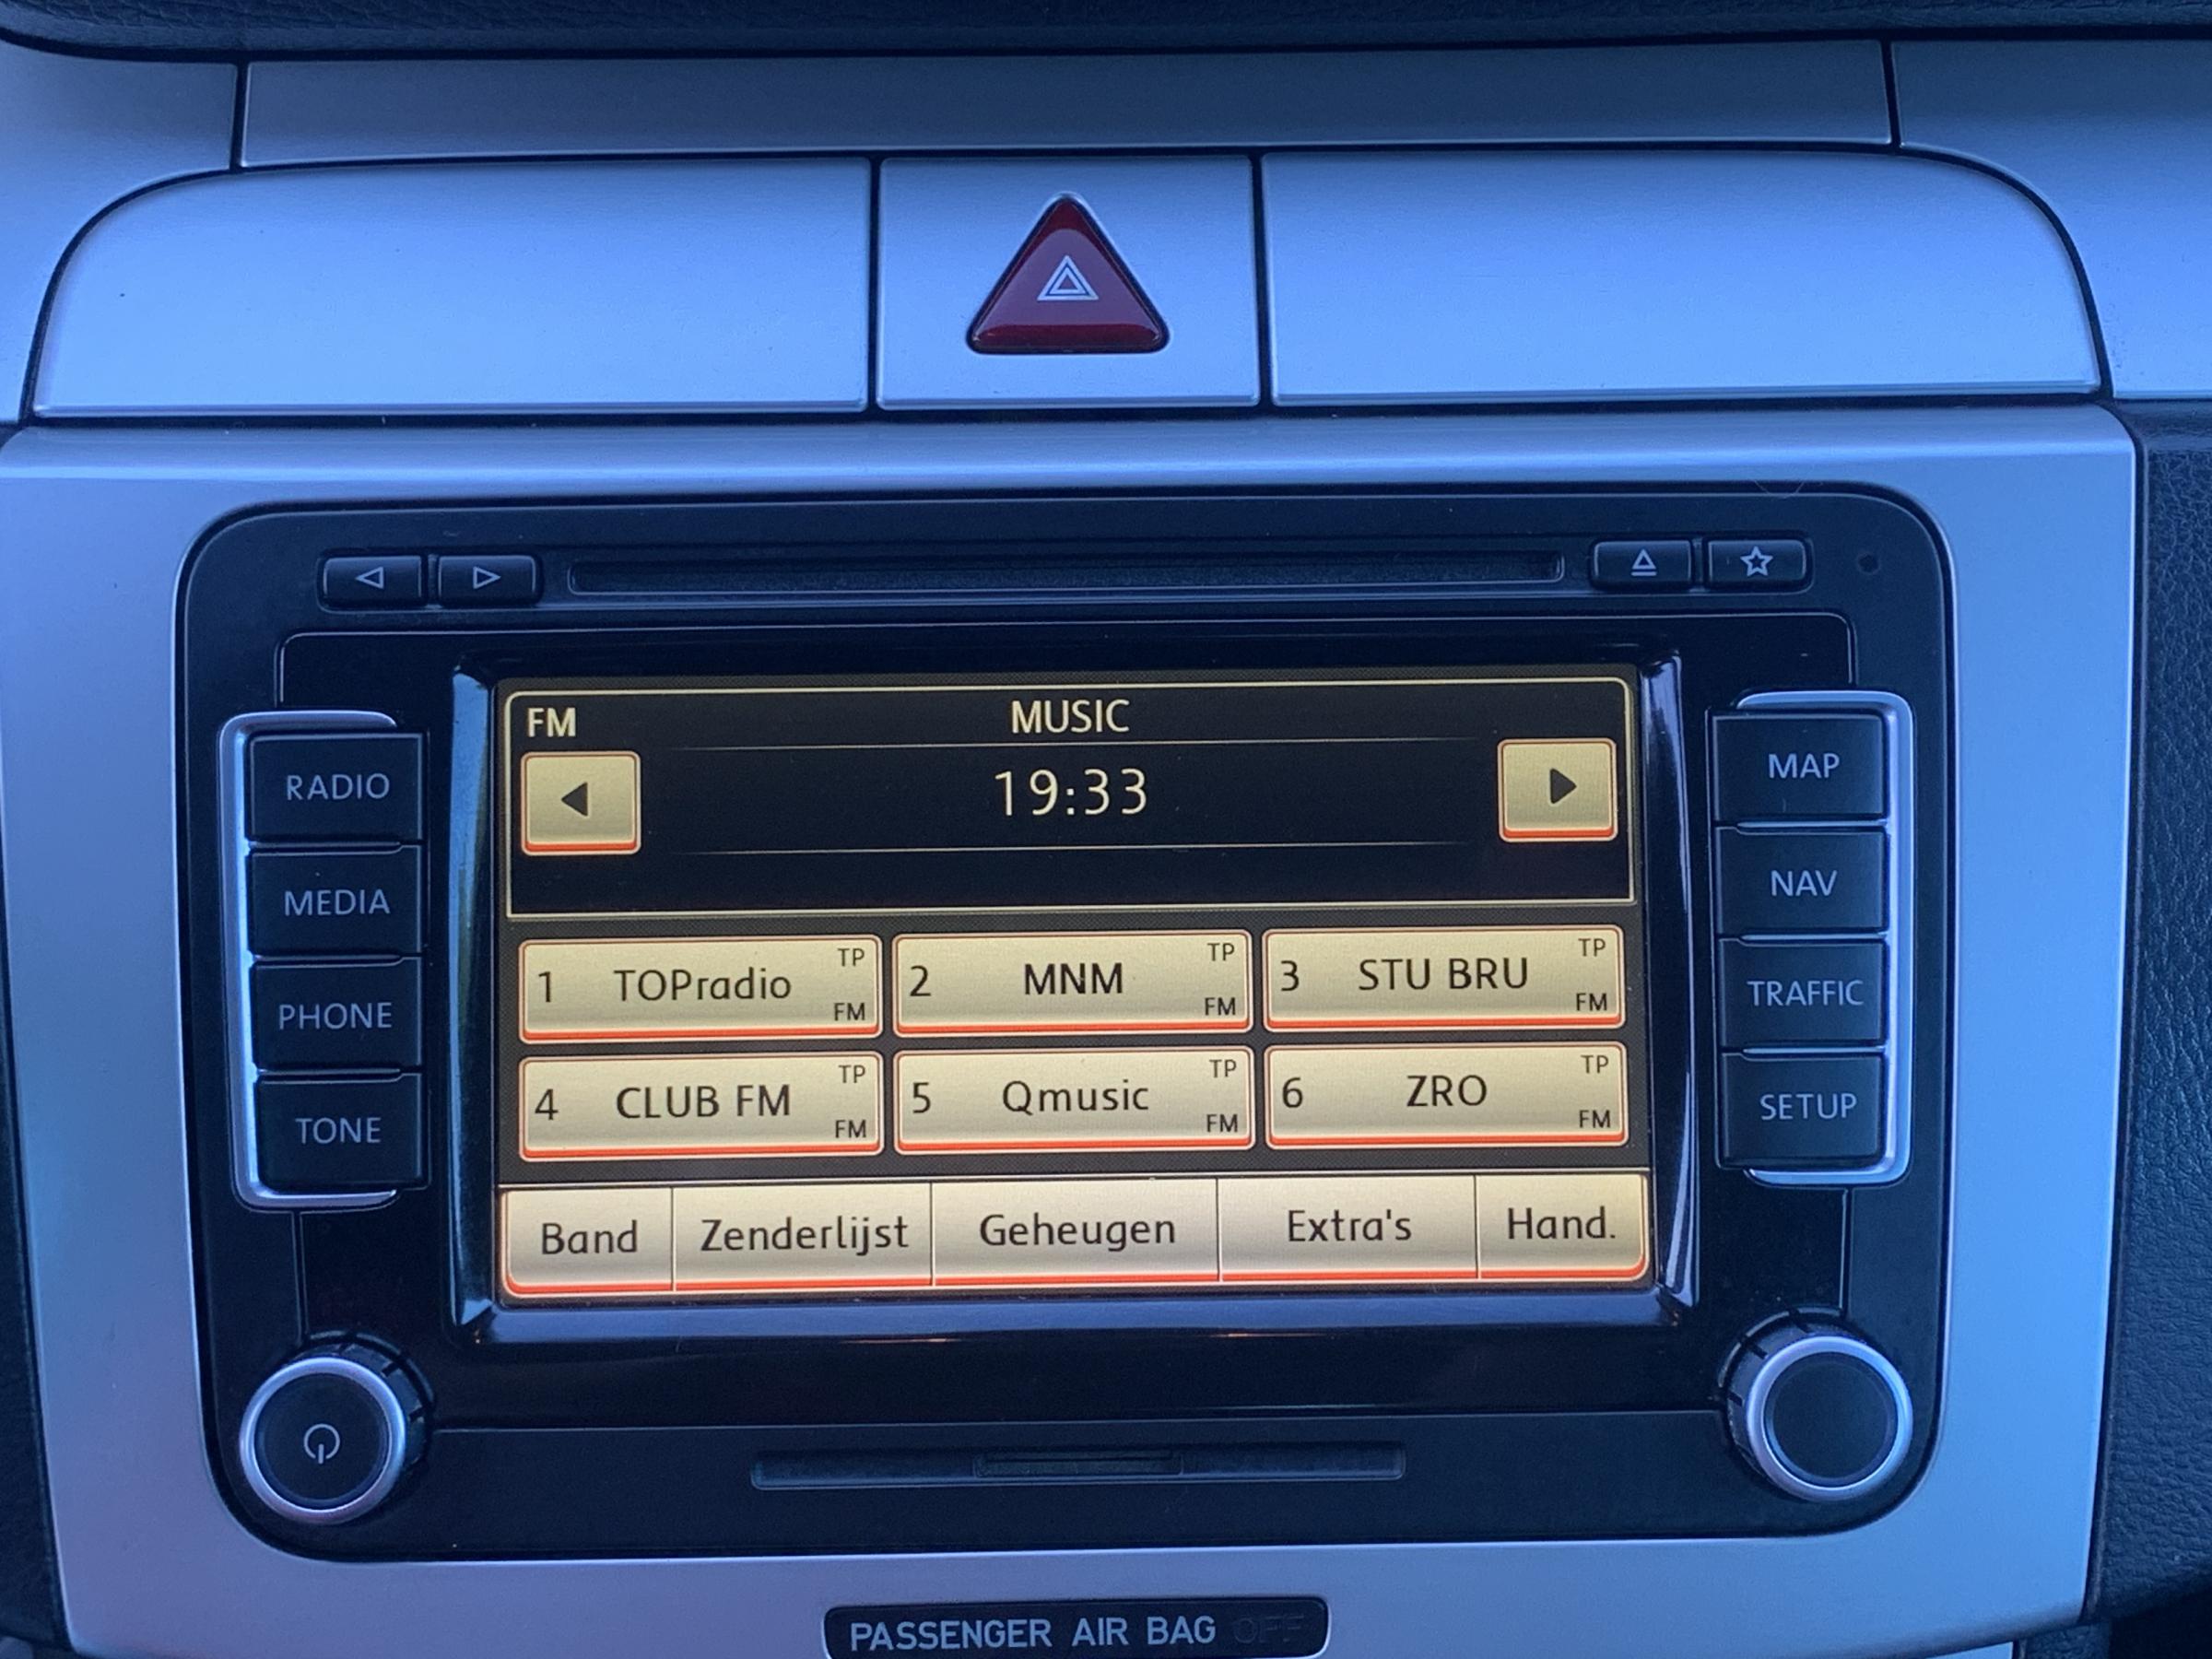 FM
MUSIC
19:33
RADIO
MEDIA
PHONE
TONE
1 TOPradio TP FM
2 MNM TP FM
3 STU BRU TP FM
4 CLUB FM TP FM
5 Qmusic TP FM
6 ZRO TP FM
Band Zenderlijst Geheugen Extra's Hand.
MAP
NAV
TRAFFIC
SETUP
PASSENGER AIR BAG OFF